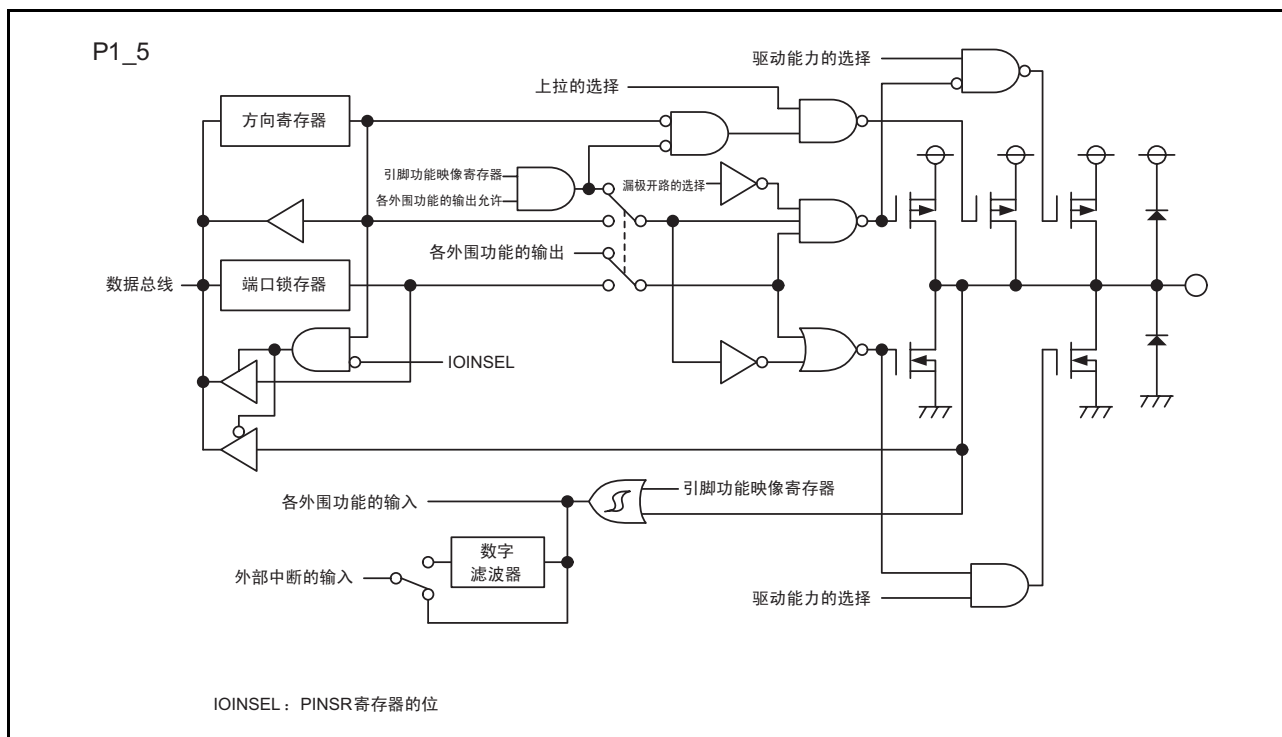 P1_5
驱动能力的选择
上拉的选择
方向寄存器
引脚功能映像寄存器
各外围功能的输出允许
漏极开路的选择
各外围功能的输出
数据总线
端口锁存器
IOINSEL
引脚功能映像寄存器
各外围功能的输入
数字
滤波器
外部中断的输入
驱动能力的选择
IOINSEL：PINSR寄存器的位